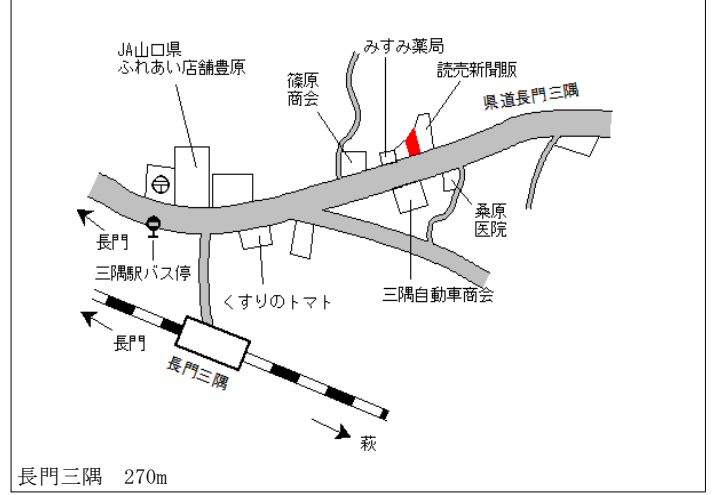 みすみ薬局
JA山口県
ふれあい店舗豊原
読売新聞販
篠原
商会
県道長門三隅
桑原
医院
長門
三隅駅バス停
くすりのトマト
三隅自動車商会
長門
長門三隅
萩
長門三隅　270m